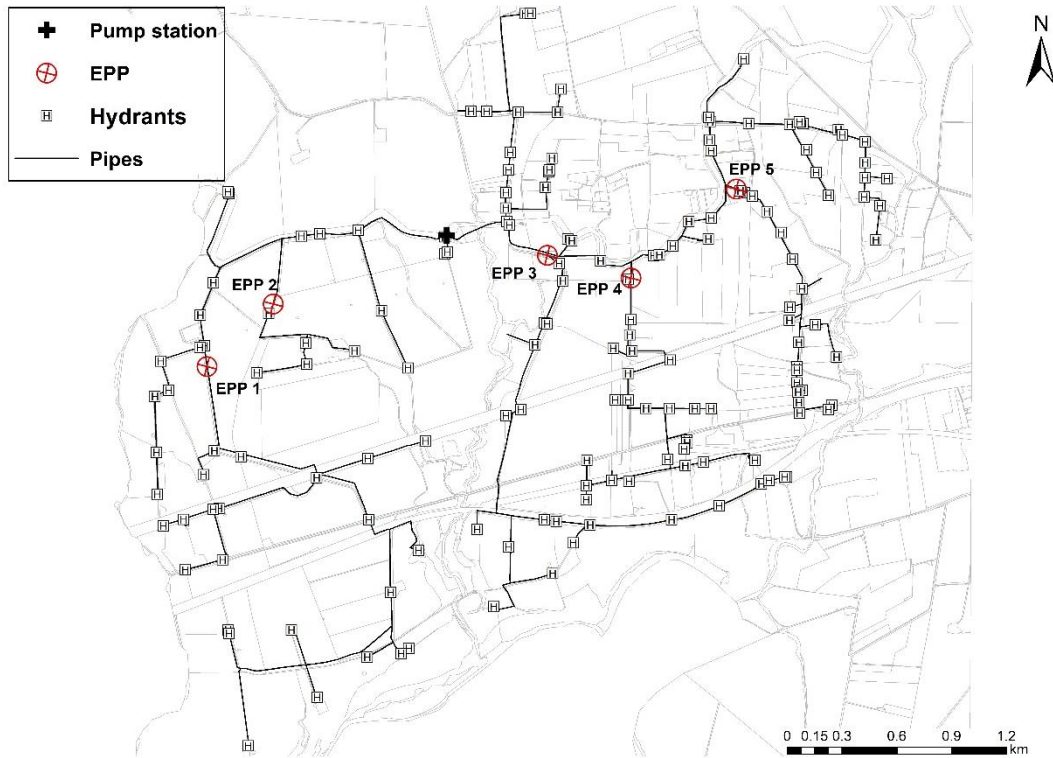 Pump station
EPP
H Hydrants
Pipes
N
EPP 5
EPP 3
EPP 4
EPP 2
EPP 1
0 0.15 0.3 0.6 0.9 1.2
km